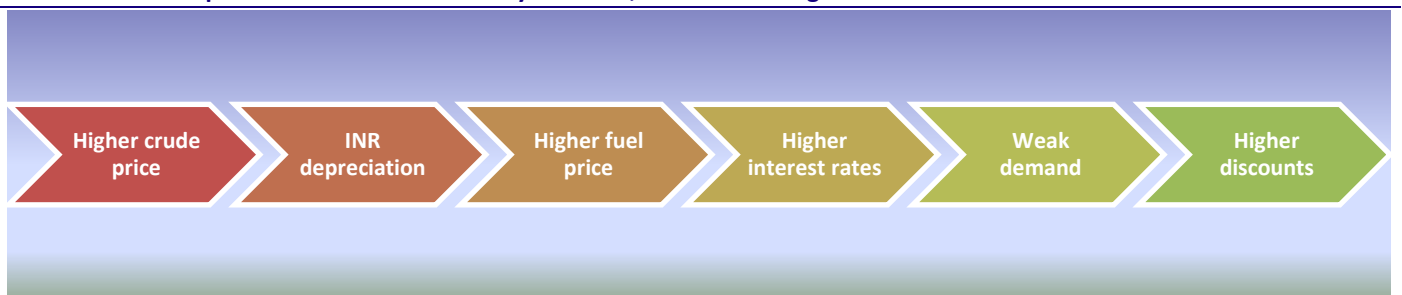 Higher crude
price
INR
depreciation
Higher fuel
price
Higher
interest rates
Weak
demand
Higher
discounts